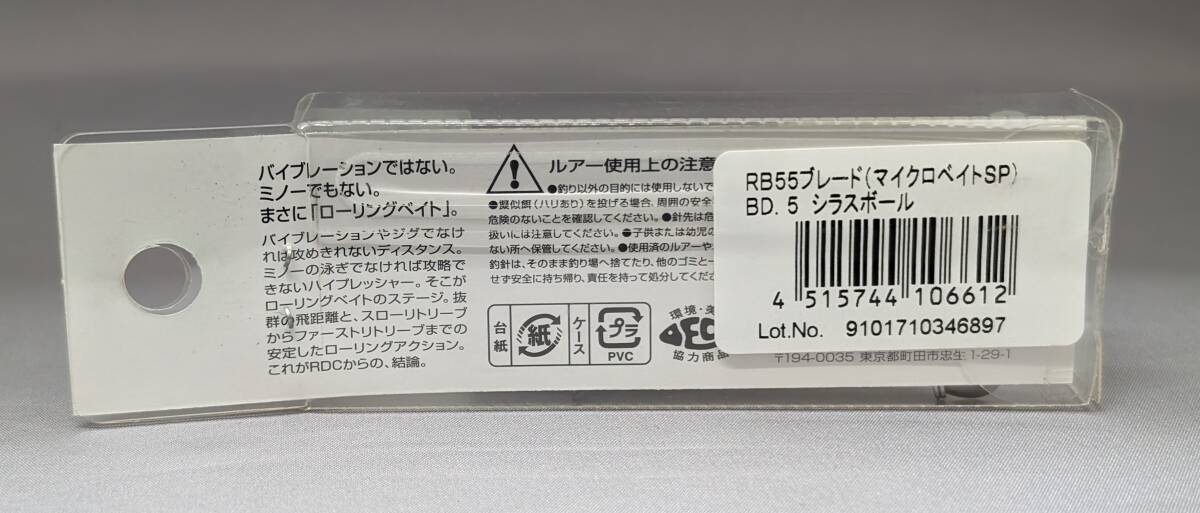 バイブレーションではない。
ミノーでもない。
まさに「ローリングベイト」。
バイブレーションやジグでなけ
れば攻めきれないディスタンス。
ミノーの泳ぎでなければ攻略で
きないハイプレッシャー。そこが
ローリングベイトのステージ。抜
群の飛距離と、スローリトリーブ
からファーストリトリーブまでの
安定したローリングアクション。
これがRDCからの、結論。
ルアー使用上の注意
●釣り以外の目的には使用しないで
●擬似餌(ハリあり)を投げる場合、周囲の安全
危険のないことを確認してください。●針先は危
扱いには注意してください。●子供または幼児の
ない所へ保管してください。●使用済のルアーや
釣針は、そのまま釣り場へ捨てたり、他のゴミと一
せず安全に持ち帰り、責任を持って処分してくださ
台紙
紙
ケース
プラ
PVC
環境・美
協力商品
〒194-0035 東京都町田市忠生1-29-1
RB55ブレード(マイクロベイトSP)
BD. 5 シラスボール
4 515744 106612
Lot.No. 9101710346897